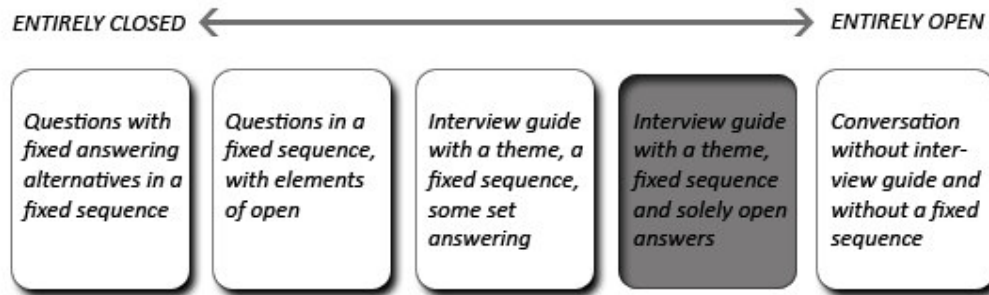 ENTIRELY CLOSED
ENTIRELY OPEN
Questions with
fixed answering
alternatives in a
fixed sequence
Questions in a
fixed sequence,
with elements
of open
Interview guide
with a theme, a
fixed sequence,
some set
answering
Interview guide
with a theme,
fixed sequence
and solely open
answers
Conversation
without inter-
view guide and
without a fixed
sequence